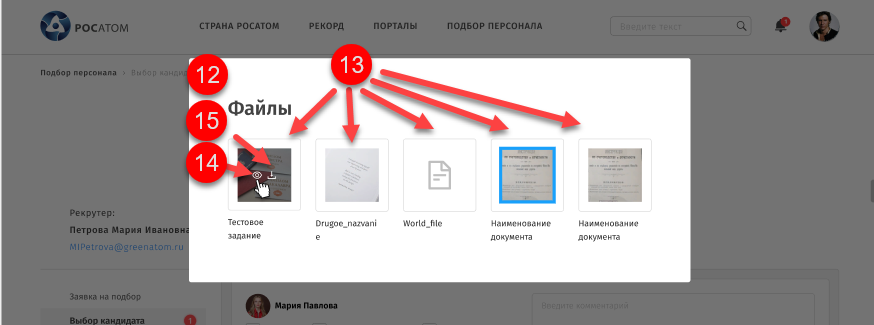 РОСАТОМ
СТРАНА РОСАТОМ
РЕКОРД
ПОРТАЛЫ
ПОДБОР ПЕРСОНАЛА
Введите текст
1
Подбор персонала › Выбор кандид
12
13
Файлы
15
14
Тестовое
задание
Drugoe_nazvani
e
World_file
Наименование
документа
Наименование
документа
Рекрутер:
Петрова Мария Ивановна
MIPetrova@greenatom.ru
Заявка на подбор
Выбор кандидата
1
Мария Павлова
Введите комментарий